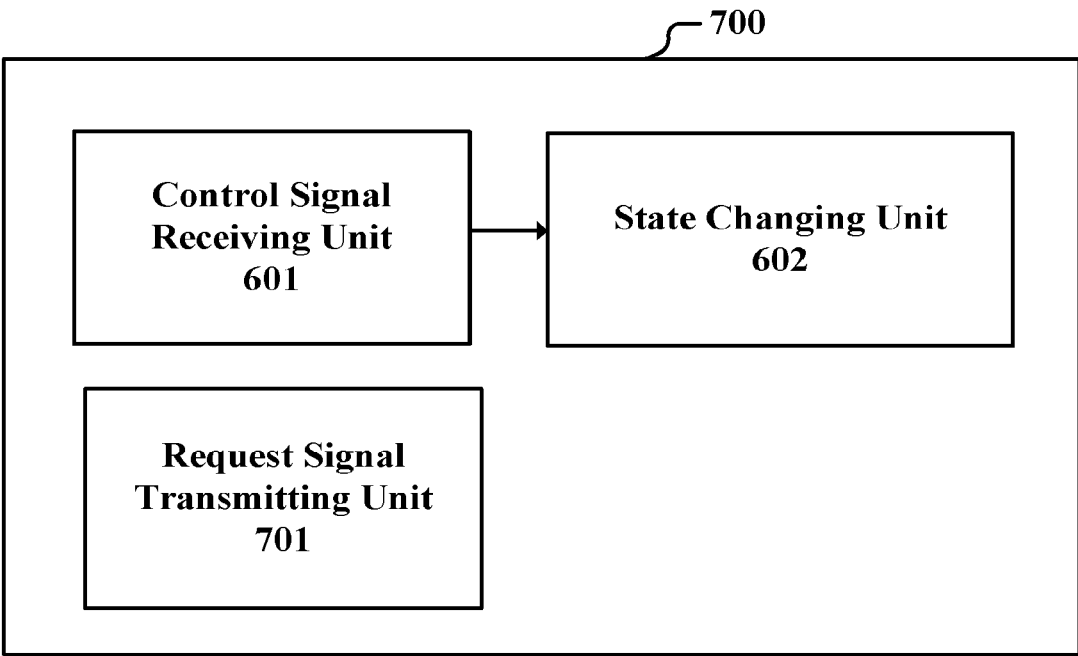 700
Control Signal
Receiving Unit
601
State Changing Unit
602
Request Signal
Transmitting Unit
701